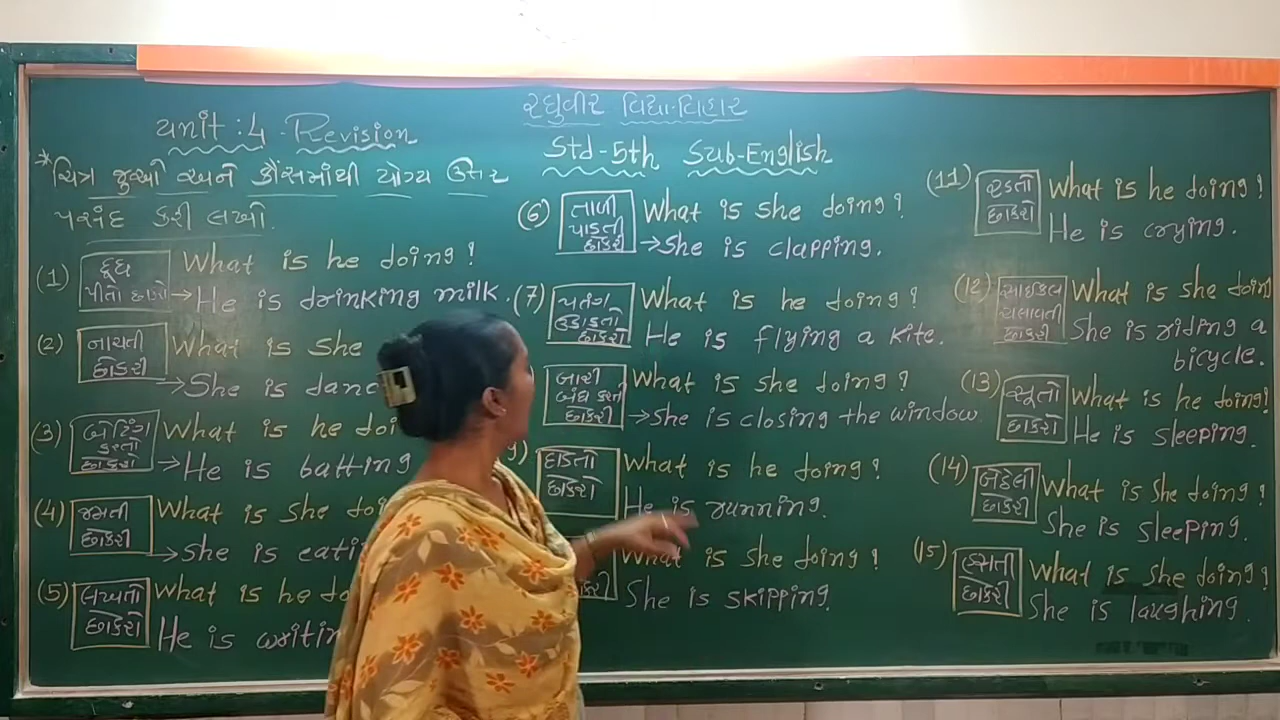 રઘુવીર વિદ્યા-વિહાર
Unit : 4 - Revision
Std - 5th Sub - English
* ચિત્ર જુઓ અને કૌંસમાંથી યોગ્ય ઉત્તર
પસંદ કરી લખો.
(1) દૂધ પીતો છોકરો What is he doing?
→ He is drinking milk.
(2) નાચતી છોકરી What is she
→ She is danc
(3) બેટિંગ કરતો છોકરો What is he doi
→ He is batting
(4) જમતી છોકરી What is she doi
→ She is eati
(5) લખતો છોકરો What is he do
He is writin
(6) તાળી પાડતી છોકરી What is she doing?
→ She is clapping.
(7) પતંગ ઉડાડતો છોકરો What is he doing?
He is flying a kite.
બારી બંધ કરતી છોકરી What is she doing?
→ She is closing the window.
9) દોડતો છોકરો What is he doing?
He is running.
What is she doing?
She is skipping.
(11) રડતો છોકરો What is he doing?
He is crying.
(12) સાઇકલ ચલાવતી છોકરી What is she doing
She is riding a
bicycle.
(13) સૂતો છોકરો What is he doing?
He is sleeping.
(14) છોકરી What is She doing?
She is sleeping.
(15) હસતી છોકરી What is she doing?
She is laughing.